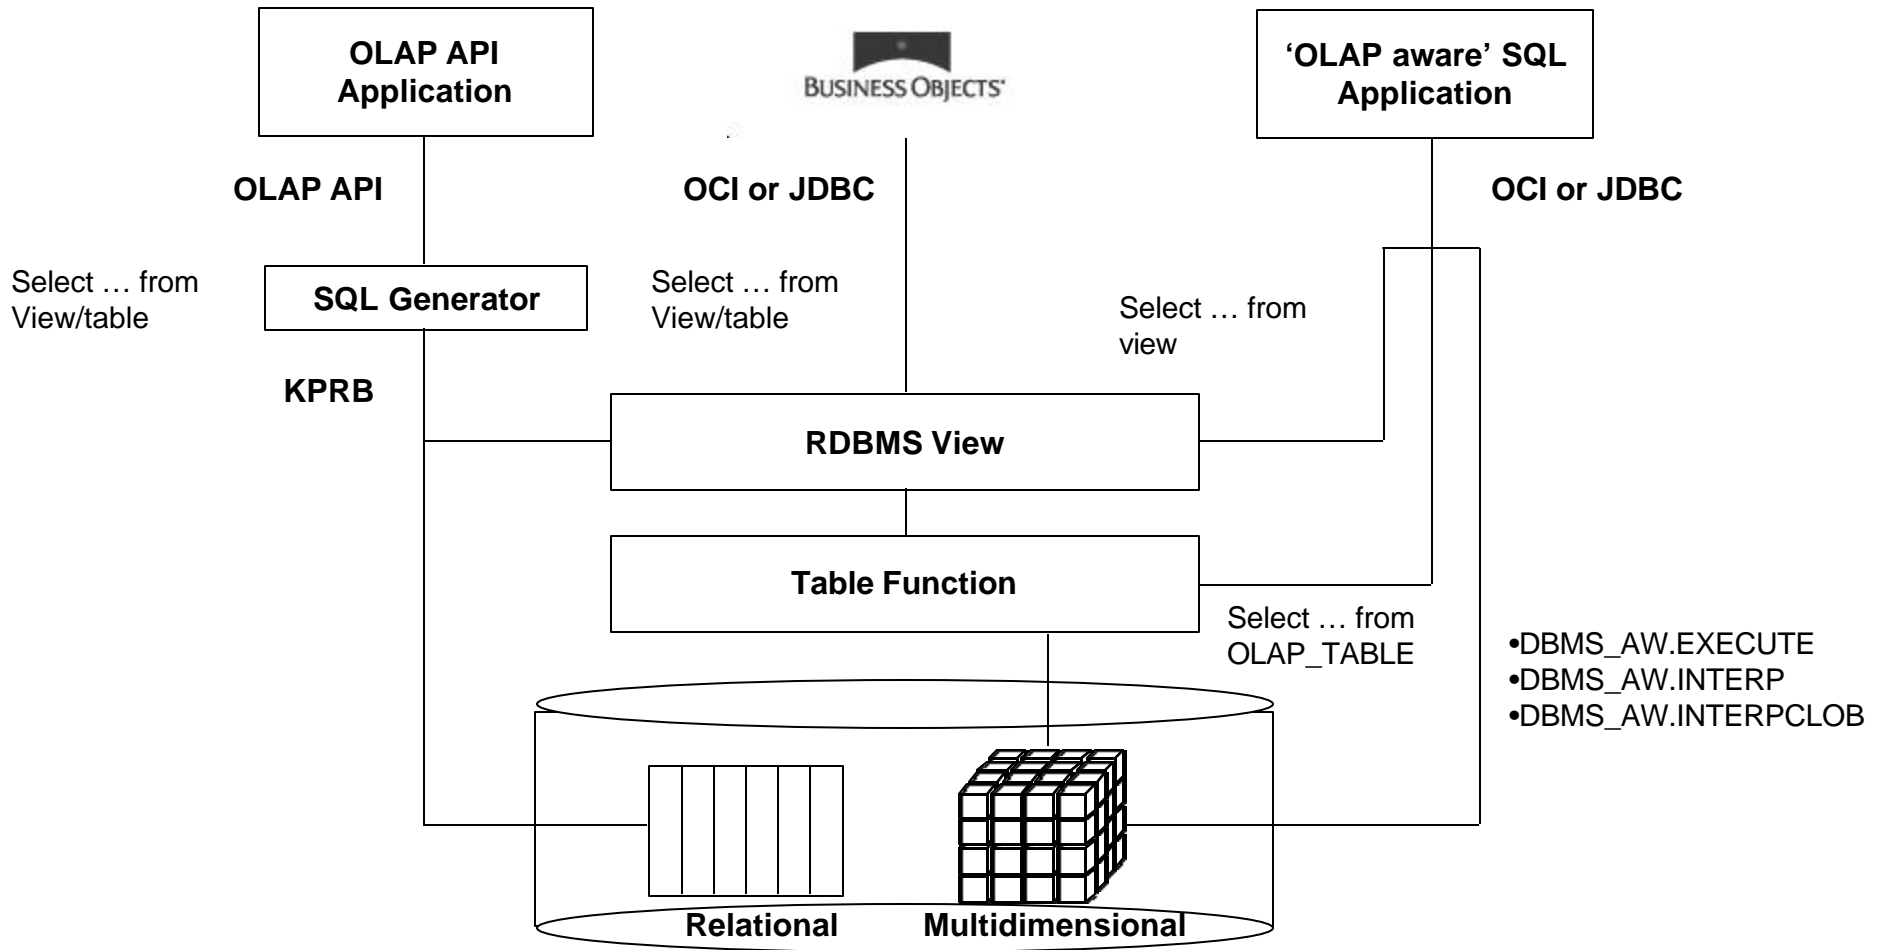 OLAP API
Application
BUSINESS OBJECTS
‘OLAP aware’ SQL
Application
OLAP API
OCI or JDBC
OCI or JDBC
Select … from
View/table
SQL Generator
Select … from
View/table
Select … from
view
KPRB
RDBMS View
Table Function
Select … from
OLAP_TABLE
•DBMS_AW.EXECUTE
•DBMS_AW.INTERP
•DBMS_AW.INTERPCLOB
Relational
Multidimensional